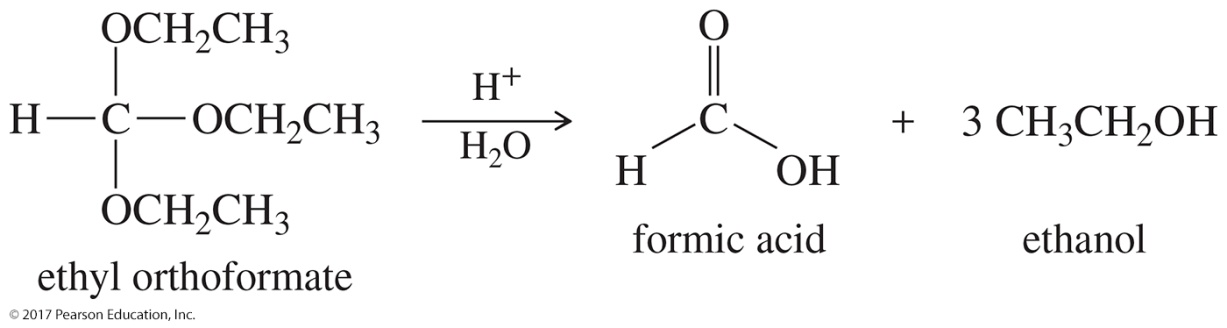 OCH₂CH₃
H—C—OCH₂CH₃
OCH₂CH₃
ethyl orthoformate
H⁺
H₂O
O
C
H OH
formic acid
+ 3 CH₃CH₂OH
ethanol
© 2017 Pearson Education, Inc.